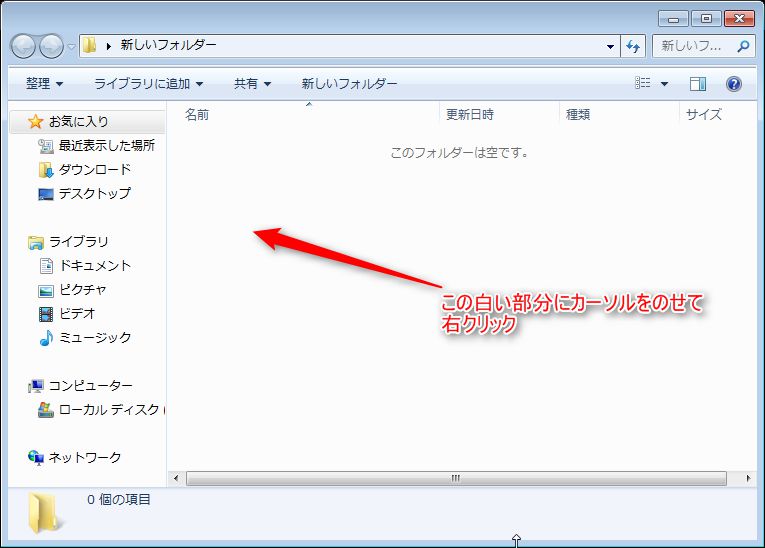 新しいフォルダー
新しいフ...
整理
ライブラリに追加
共有
新しいフォルダー
お気に入り
最近表示した場所
ダウンロード
デスクトップ
ライブラリ
ドキュメント
ピクチャ
ビデオ
ミュージック
コンピューター
ローカル ディスク (
ネットワーク
名前
更新日時
種類
サイズ
このフォルダーは空です。
この白い部分にカーソルをのせて
右クリック
0 個の項目